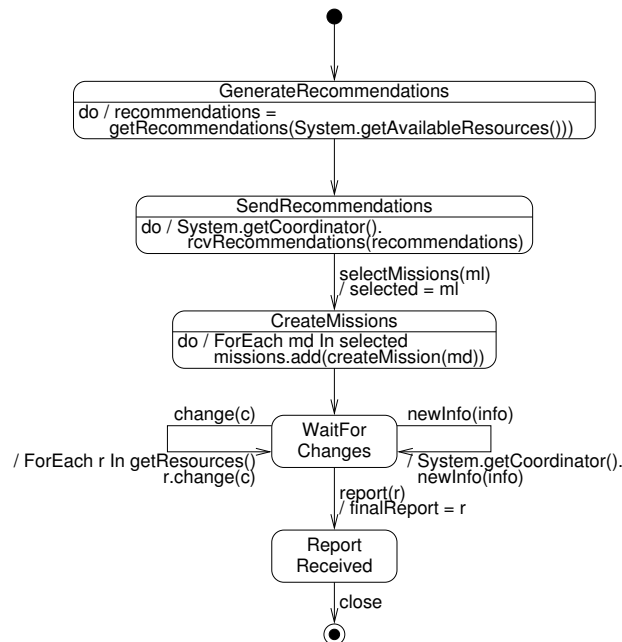 GenerateRecommendations
do / recommendations =
getRecommendations(System.getAvailableResources()))
SendRecommendations
do / System.getCoordinator().
rcvRecommendations(recommendations)
selectMissions(ml)
/ selected = ml
CreateMissions
do / ForEach md In selected
missions.add(createMission(md))
change(c)
/ ForEach r In getResources()
r.change(c)
WaitFor
Changes
newInfo(info)
/ System.getCoordinator().
newInfo(info)
report(r)
/ finalReport = r
Report
Received
close